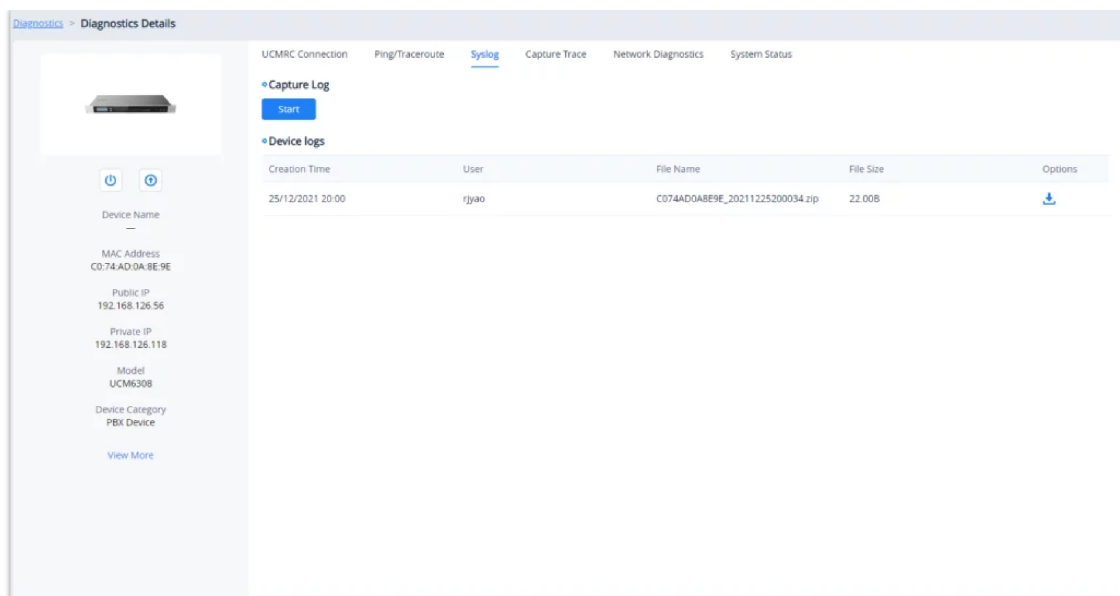 Diagnostics > Diagnostics Details
UCMRC Connection Ping/Traceroute Syslog Capture Trace Network Diagnostics System Status
Capture Log
Start
Device logs
Creation Time User File Name File Size Options
25/12/2021 20:00 rjyao C074AD0A8E9E_20211225200034.zip 22.00B
Device Name
—
MAC Address
C0:74:AD:0A:8E:9E
Public IP
192.168.126.56
Private IP
192.168.126.118
Model
UCM6308
Device Category
PBX Device
View More